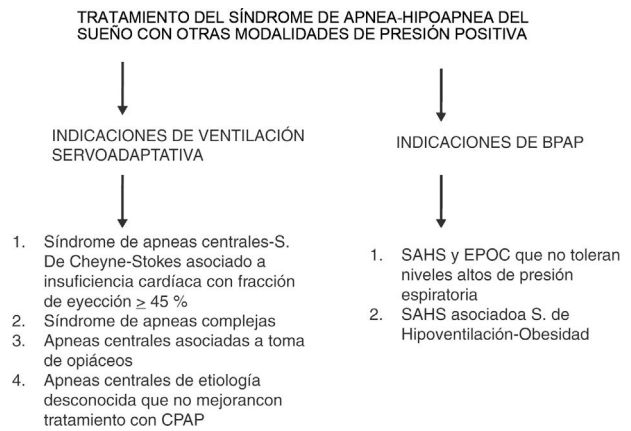 TRATAMIENTO DEL SÍNDROME DE APNEA-HIPOAPNEA DEL
SUEÑO CON OTRAS MODALIDADES DE PRESIÓN POSITIVA
INDICACIONES DE VENTILACIÓN
SERVOADAPTATIVA
1. Síndrome de apneas centrales-S.
De Cheyne-Stokes asociado a
insuficiencia cardíaca con fracción
de eyección ≥ 45 %
2. Síndrome de apneas complejas
3. Apneas centrales asociadas a toma
de opiáceos
4. Apneas centrales de etiología
desconocida que no mejorancon
tratamiento con CPAP
INDICACIONES DE BPAP
1. SAHS y EPOC que no toleran
niveles altos de presión
espiratoria
2. SAHS asociadoa S. de
Hipoventilación-Obesidad